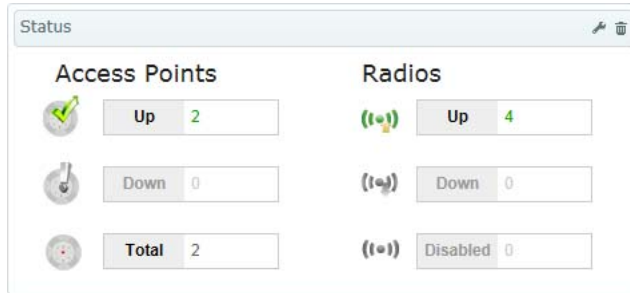 Status
Access Points
Radios
Up 2
Up 4
Down 0
Down 0
Total 2
Disabled 0